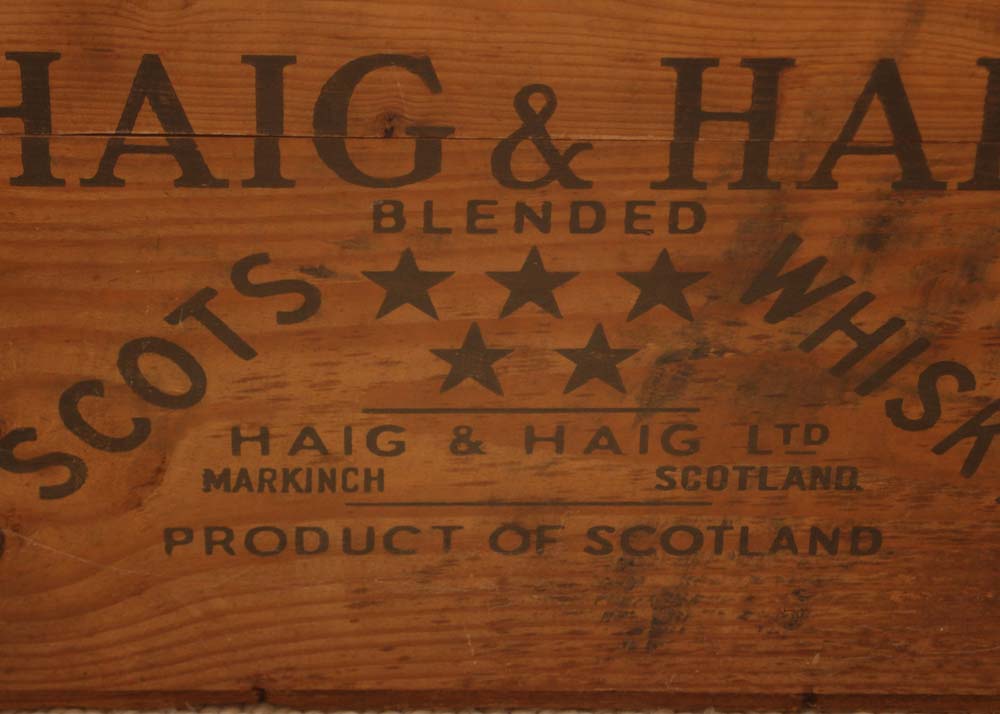 HAIG & HAI
BLENDED
SCOTS WHISK
HAIG & HAIG LTD
MARKINCH SCOTLAND.
PRODUCT OF SCOTLAND